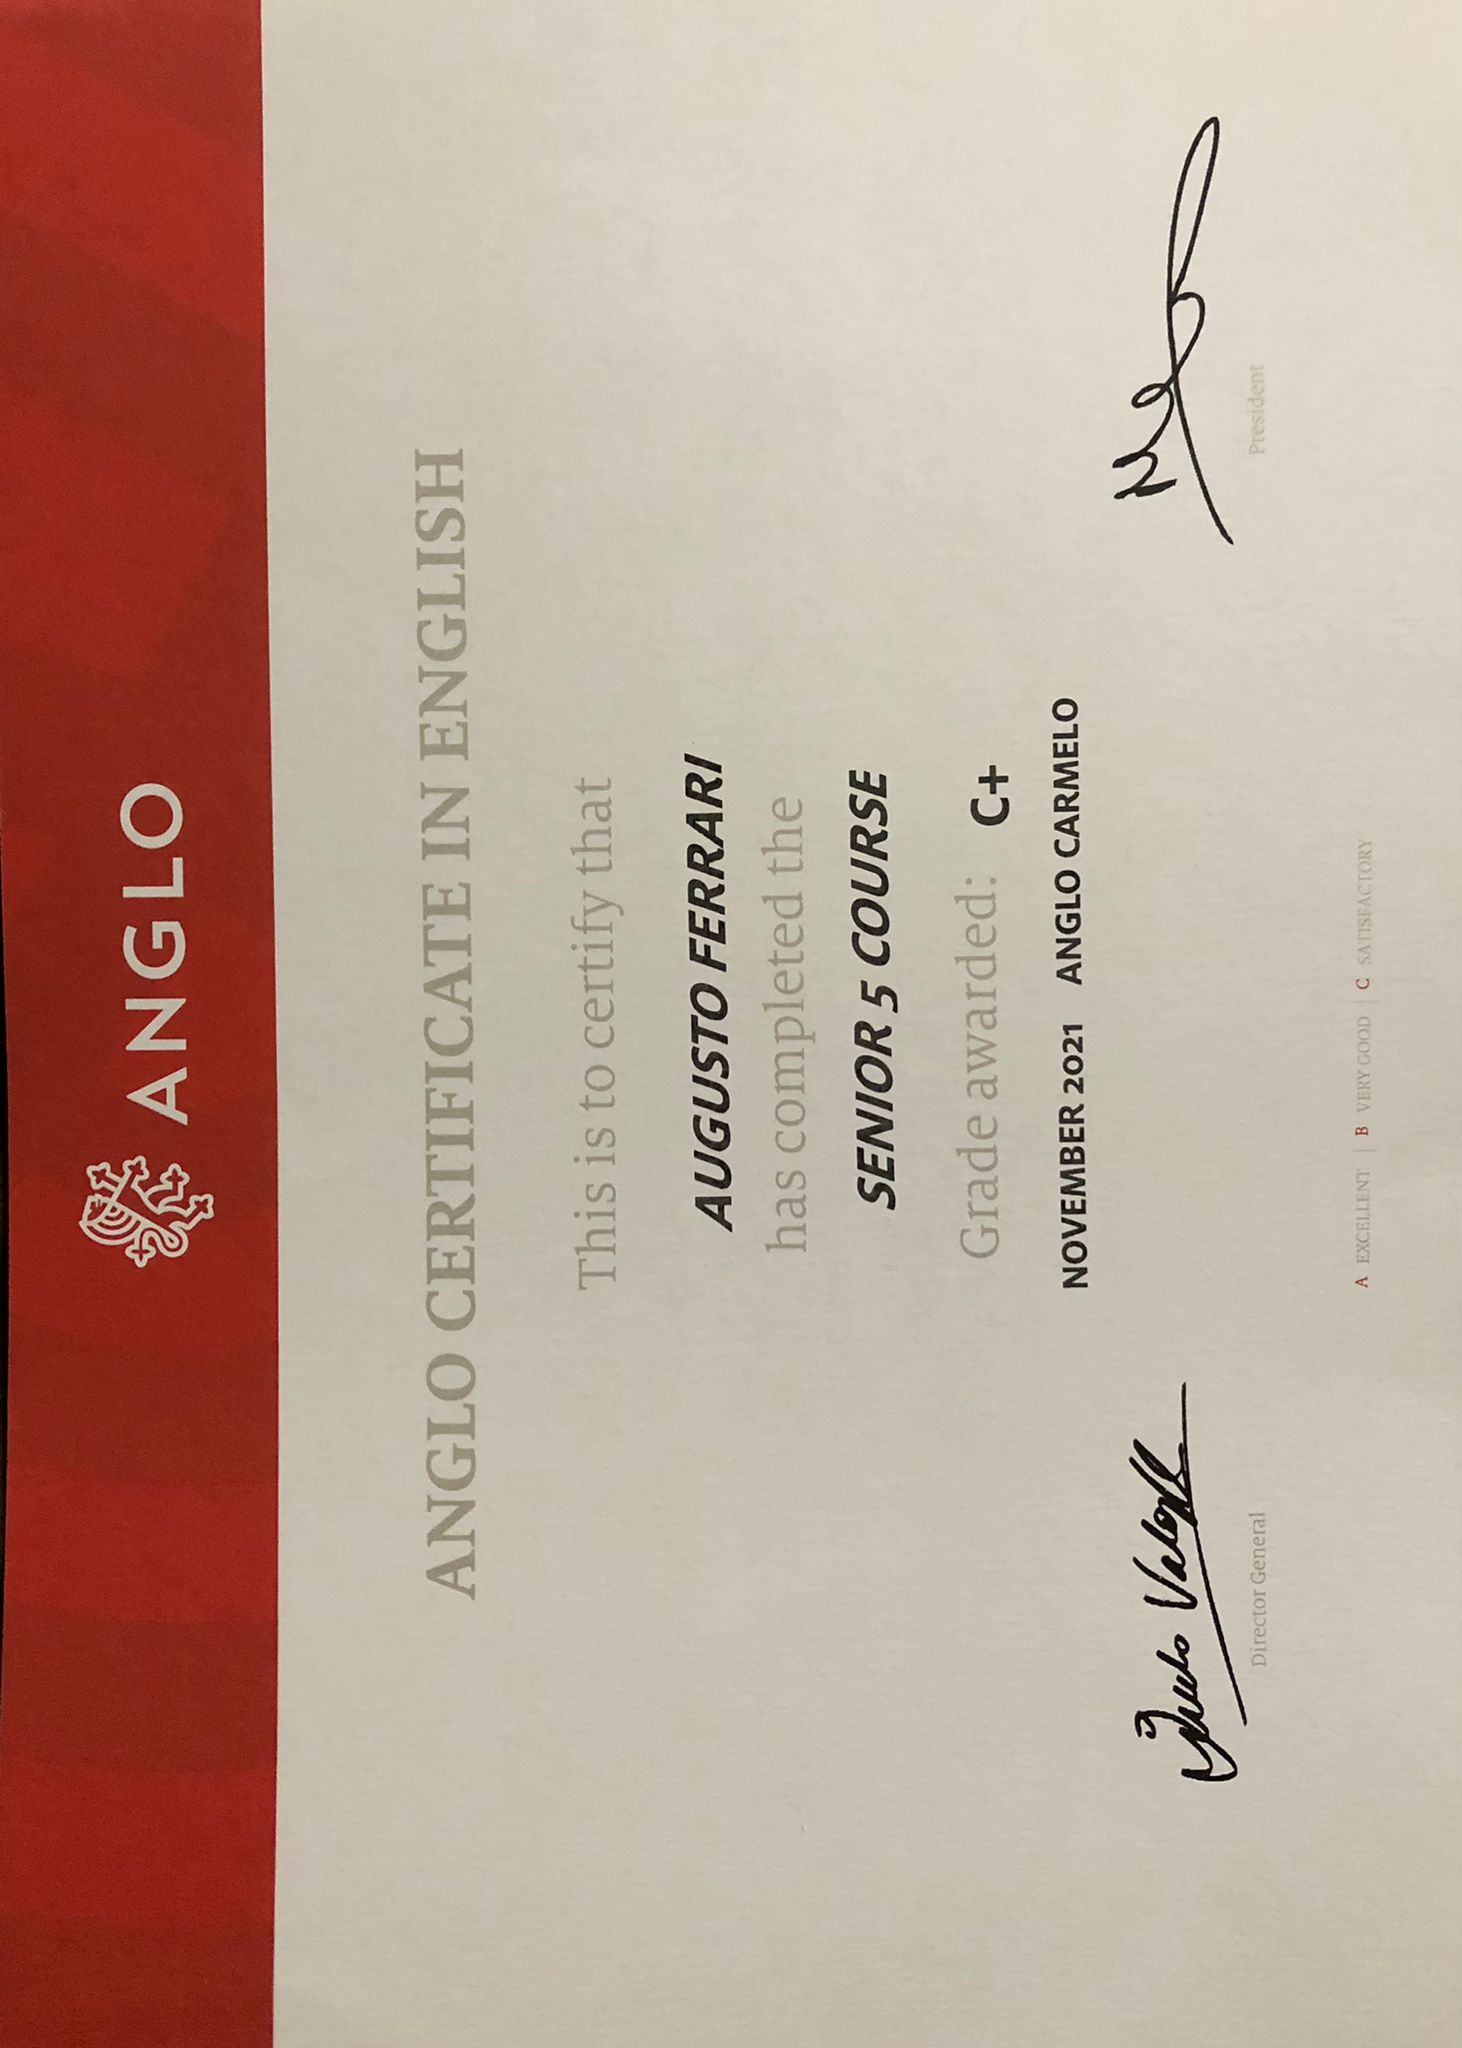 ANGLO
ANGLO CERTIFICATE IN ENGLISH
This is to certify that
AUGUSTO FERRARI
has completed the
SENIOR 5 COURSE
Grade awarded: C+
NOVEMBER 2021 ANGLO CARMELO
Director General
President
A EXCELLENT | B VERY GOOD | C SATISFACTORY